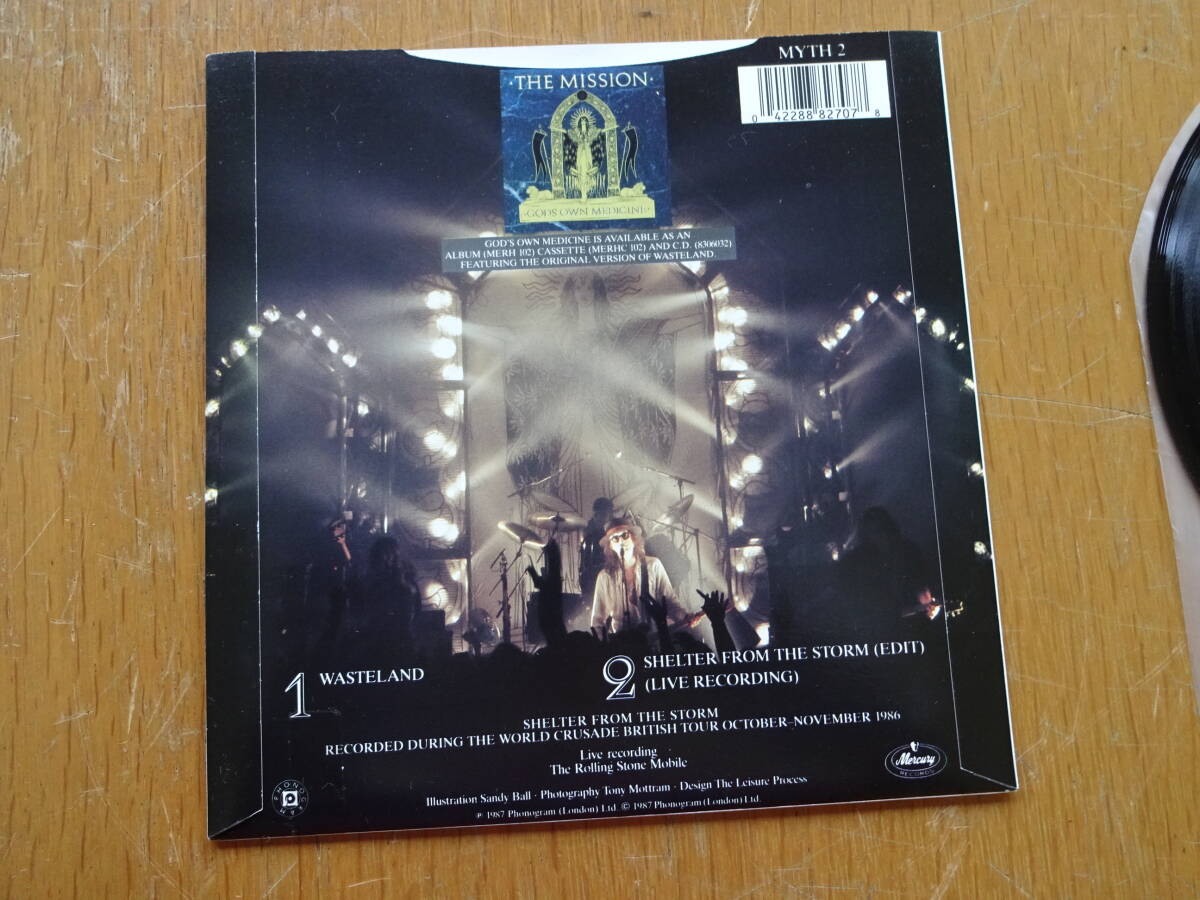 MYTH 2
0 42288 82707 8
·THE MISSION·
·GODS OWN MEDICINE·
GOD'S OWN MEDICINE IS AVAILABLE AS AN
ALBUM (MERH 102) CASSETTE (MERHC 102) AND C.D. (8306032)
FEATURING THE ORIGINAL VERSION OF WASTELAND.
1 WASTELAND
2 SHELTER FROM THE STORM (EDIT)
(LIVE RECORDING)
SHELTER FROM THE STORM
RECORDED DURING THE WORLD CRUSADE BRITISH TOUR OCTOBER–NOVEMBER 1986
Live recording
The Rolling Stone Mobile
Illustration Sandy Ball · Photography Tony Mottram · Design The Leisure Process
℗ 1987 Phonogram (London) Ltd. © 1987 Phonogram (London) Ltd.
PHONOGRAM
Mercury
RECORDS